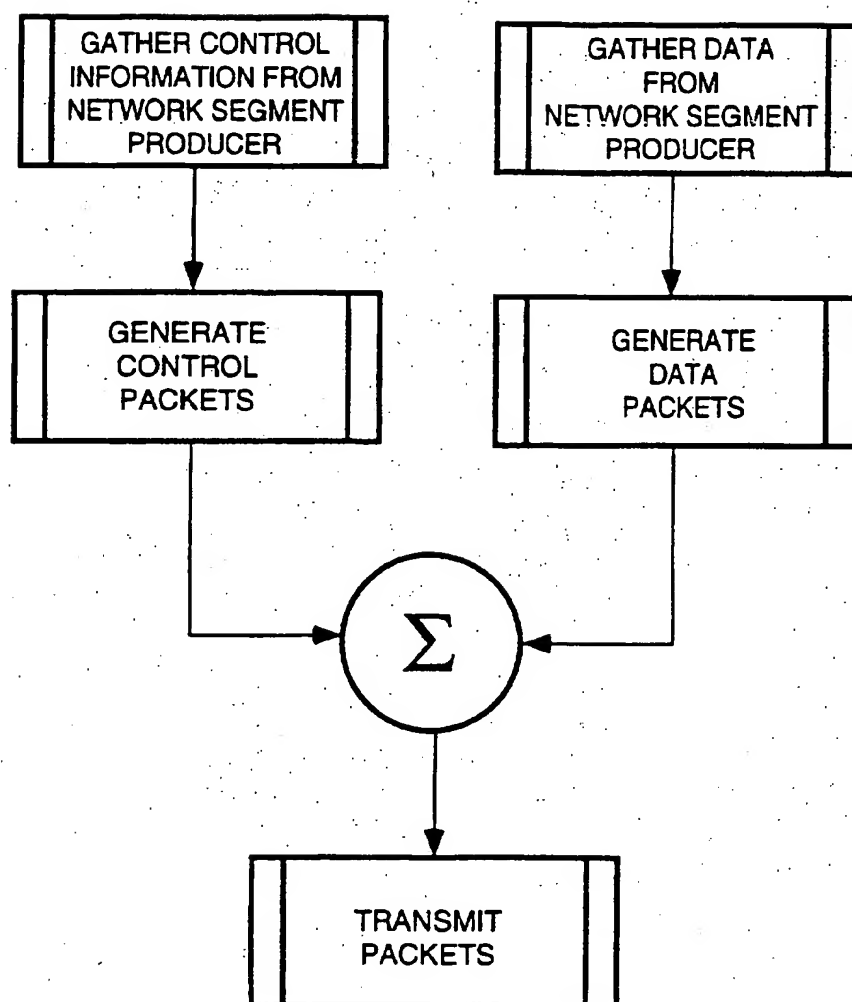 GATHER CONTROL
INFORMATION FROM
NETWORK SEGMENT
PRODUCER
GATHER DATA
FROM
NETWORK SEGMENT
PRODUCER
GENERATE
CONTROL
PACKETS
GENERATE
DATA
PACKETS
Σ
TRANSMIT
PACKETS